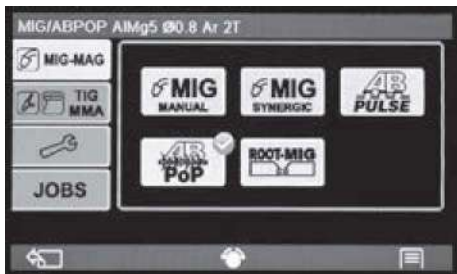 MIG/ABPOP AlMg5 Ø0.8 Ar 2T
MIG-MAG
TIG
MMA
JOBS
MIG
MANUAL
MIG
SYNERGIC
AB
PULSE
AB
PoP
ROOT-MIG